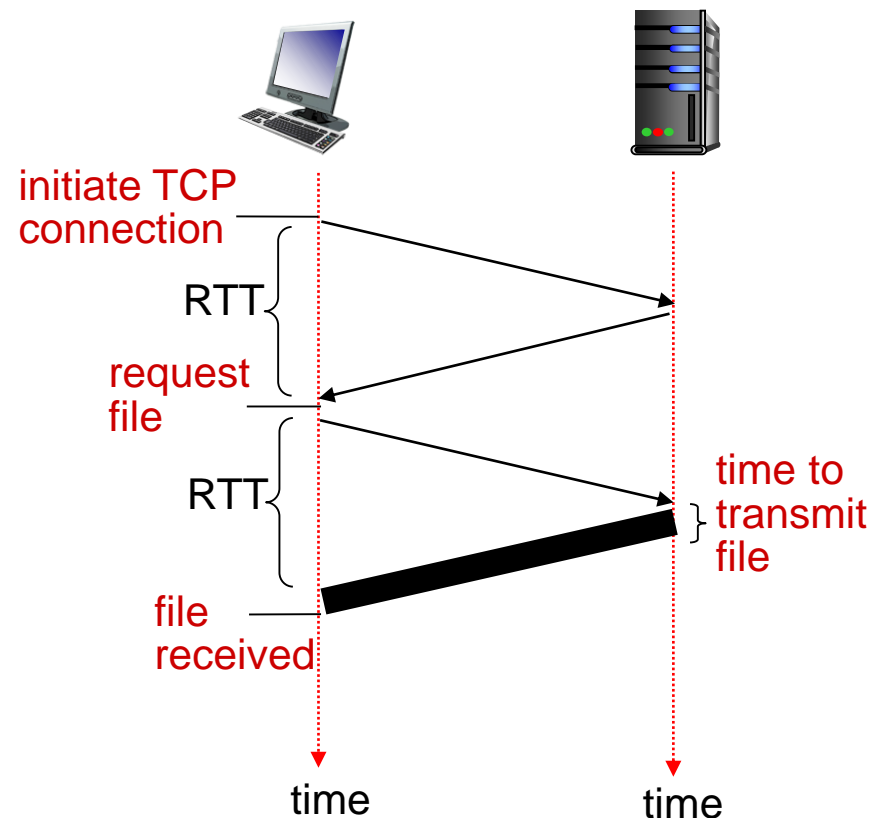 initiate TCP
connection
RTT
request
file
RTT
time to
transmit
file
file
received
time
time